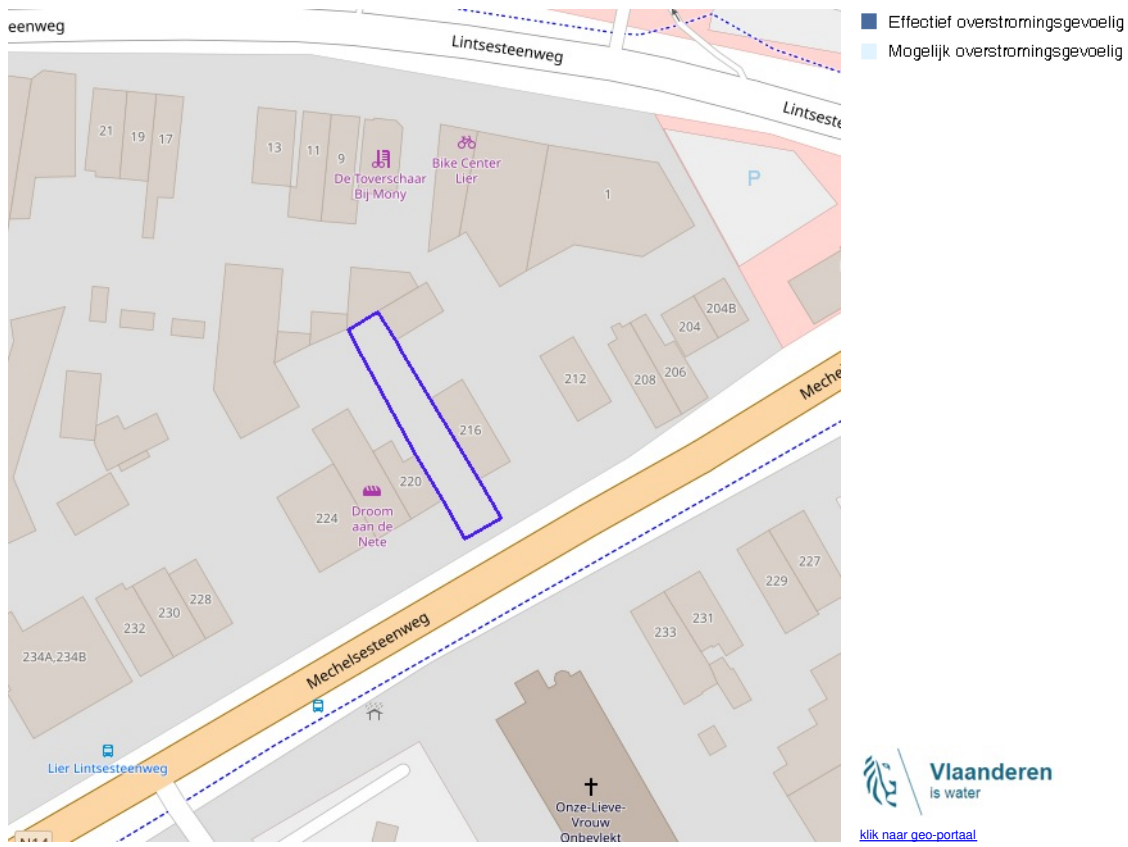 eenweg
Lintsesteenweg
Lintseste
Effectief overstromingsgevoelig
Mogelijk overstromingsgevoelig
21
19
17
13
11
9
De Toverschaar
Bij Mony
Bike Center
Lier
1
P
204B
204
212
208
206
Mechel
216
220
224
Droom
aan de
Nete
228
230
232
234A,234B
227
229
231
233
Mechelsesteenweg
Lier Lintsesteenweg
N14
Onze-Lieve-
Vrouw
Onbevlekt
Vlaanderen
is water
klik naar geo-portaal